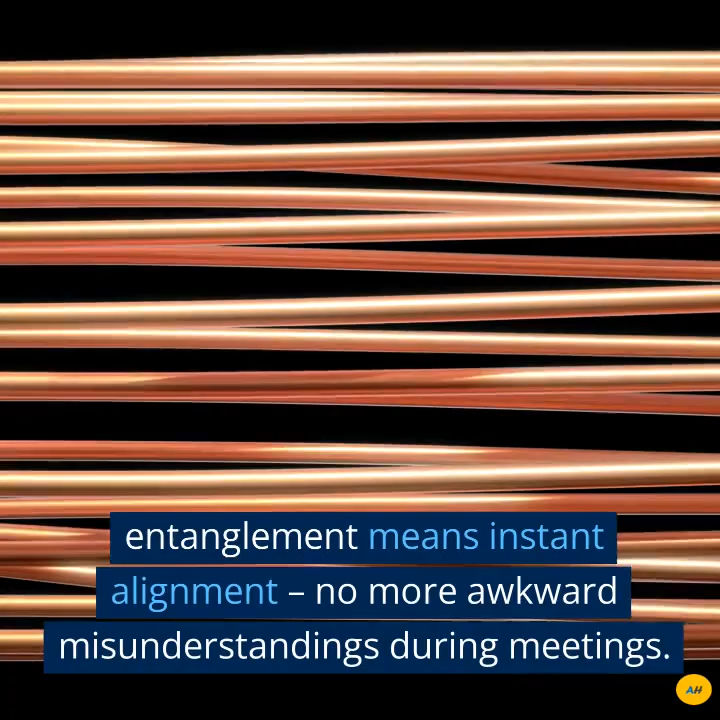 entanglement means instant
alignment – no more awkward
misunderstandings during meetings.
AH